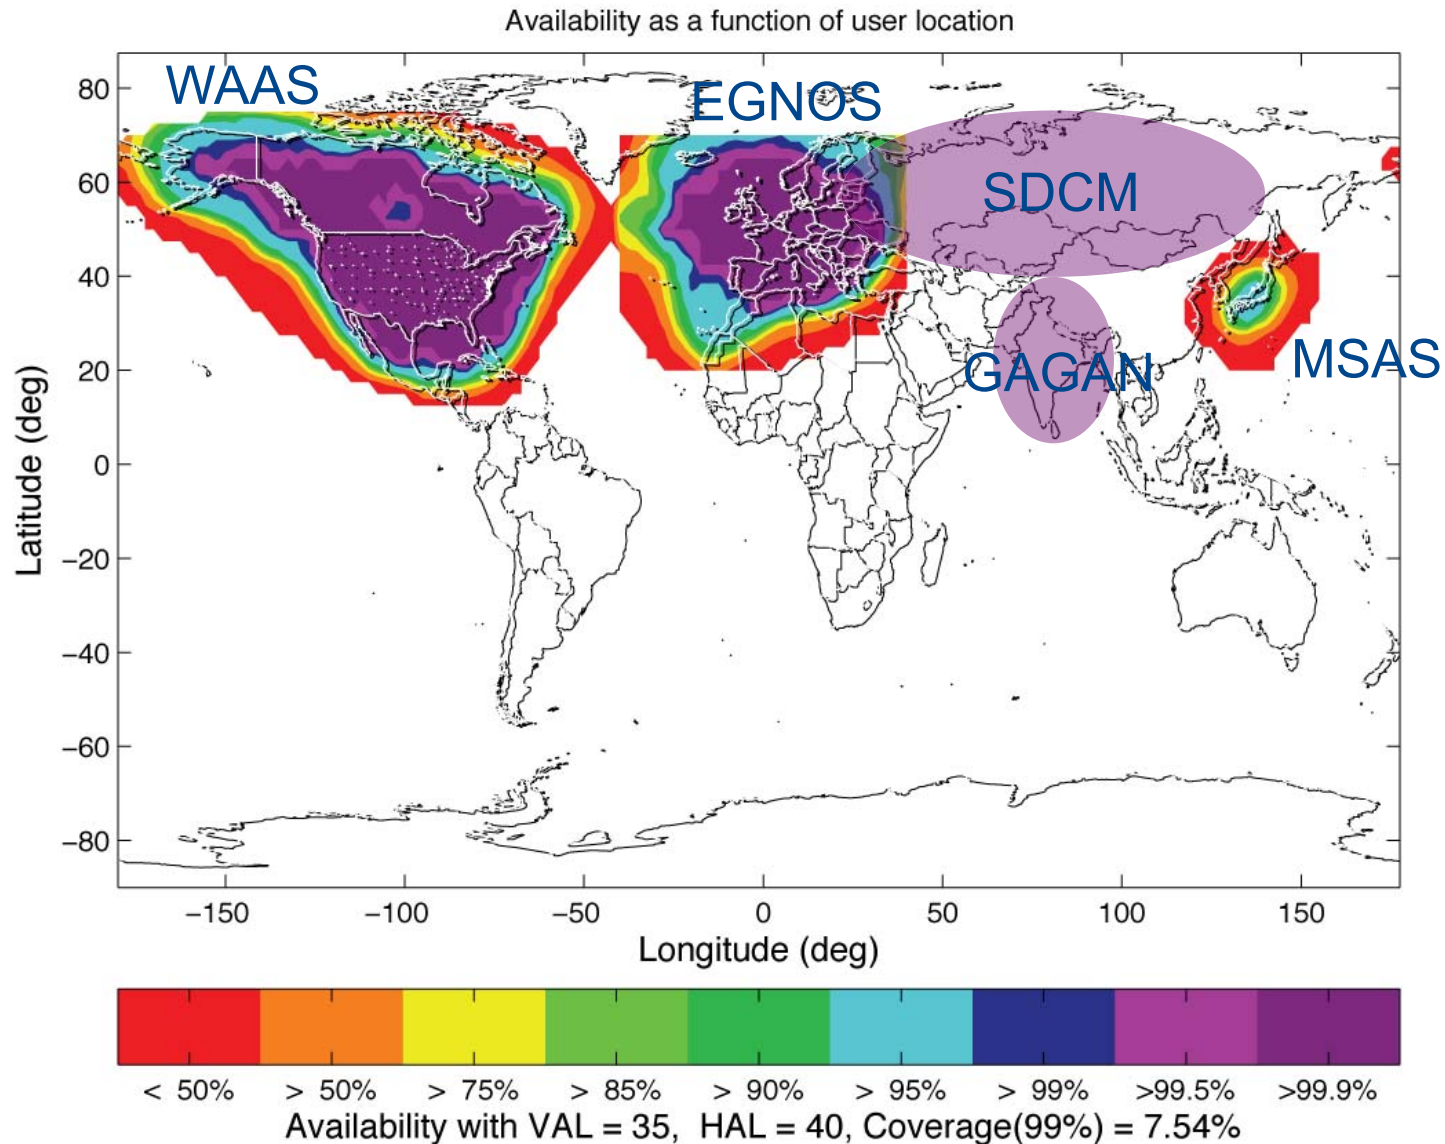 Availability as a function of user location
WAAS
EGNOS
SDCM
GAGAN
MSAS
80
60
40
20
0
−20
−40
−60
−80
Latitude (deg)
−150 −100 −50 0 50 100 150
Longitude (deg)
< 50% > 50% > 75% > 85% > 90% > 95% > 99% >99.5% >99.9%
Availability with VAL = 35, HAL = 40, Coverage(99%) = 7.54%